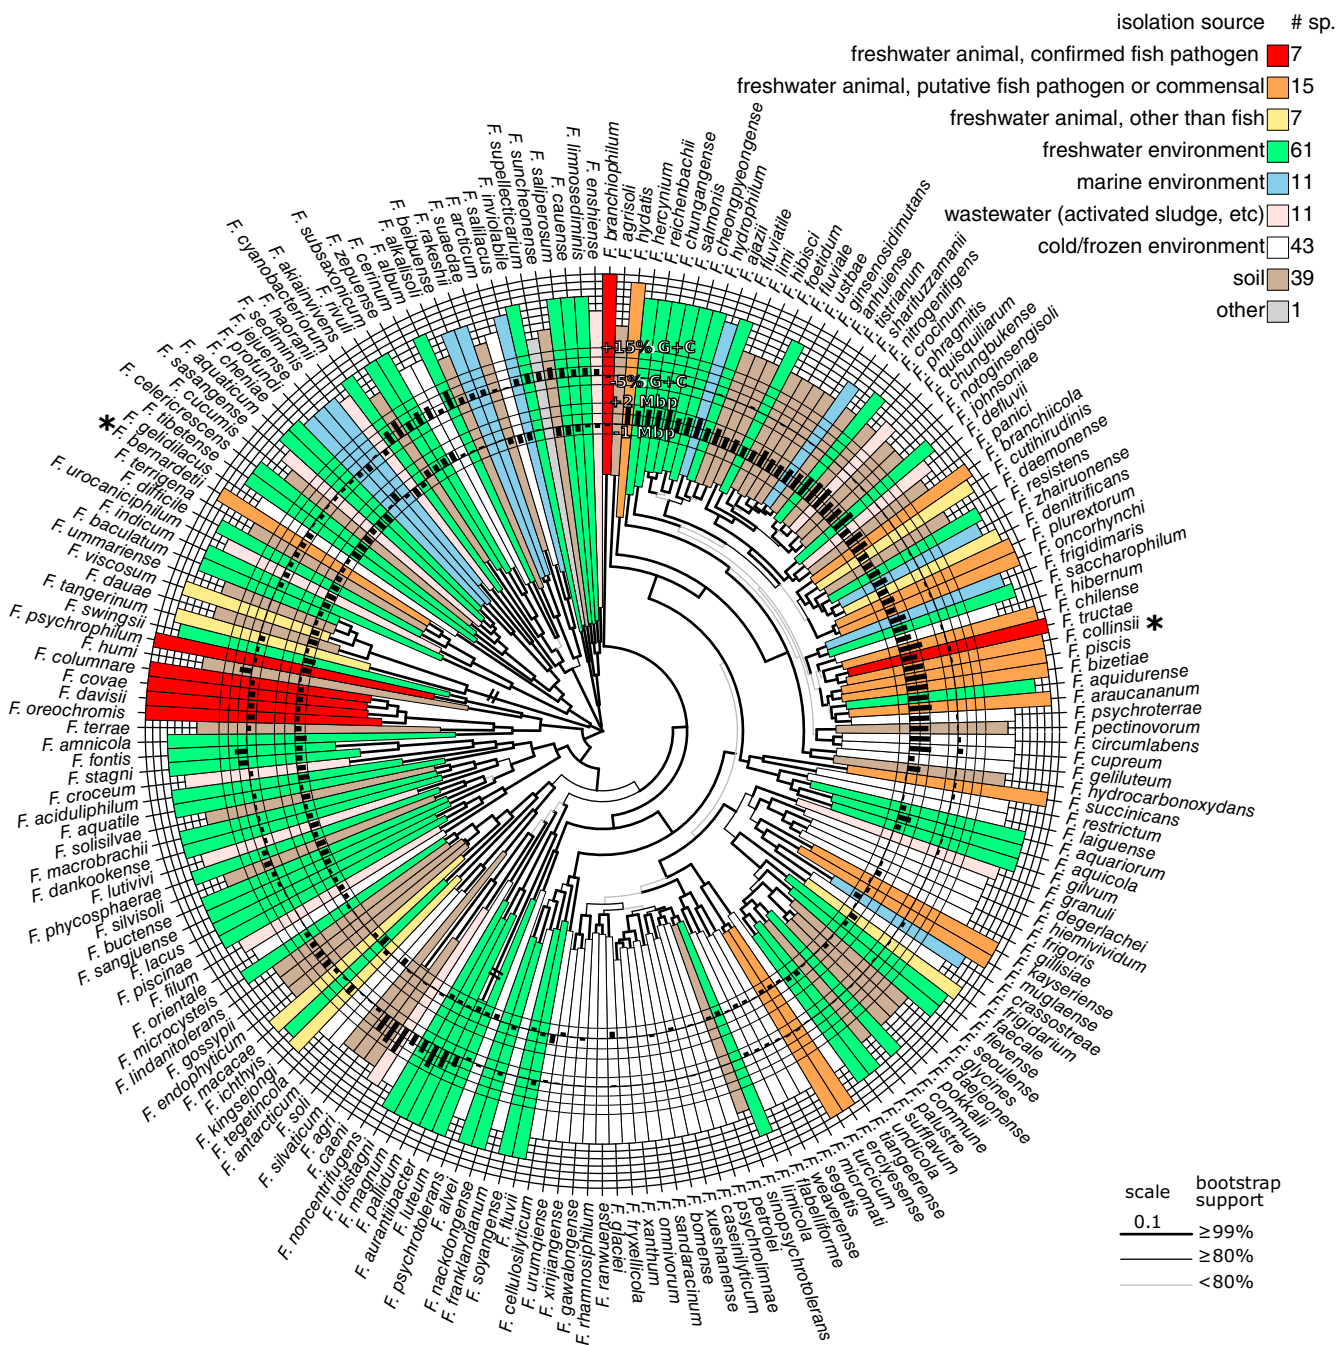 isolation source # sp.
freshwater animal, confirmed fish pathogen 7
freshwater animal, putative fish pathogen or commensal 15
freshwater animal, other than fish 7
freshwater environment 61
marine environment 11
wastewater (activated sludge, etc) 11
cold/frozen environment 43
soil 39
other 1
+15% G+C
-5% G+C
+2 Mbp
-1 Mbp
F. branchiophilum
F. agrisoli
F. hydatis
F. hercynium
F. reichenbachii
F. chungangense
F. salmonis
F. cheongpyeongense
F. hydrophilum
F. ajazii
F. fluviatile
F. limi
F. hibisci
F. foetidum
F. fluviale
F. ustbae
F. ginsenosidimutans
F. anhuiense
F. tistrianum
F. sharifuzzamanii
F. nitrogenifigens
F. crocinum
F. phragmitis
F. quisquiliarum
F. chungbukense
F. notoginsengisoli
F. johnsoniae
F. defluvii
F. panici
F. branchiicola
F. cutihirudinis
F. daemonense
F. resistens
F. zhairuonense
F. denitrificans
F. plurextorum
F. oncorhynchi
F. frigidimaris
F. saccharophilum
F. hibernum
F. chilense
F. tructae
F. collinsii *
F. piscis
F. bizetiae
F. aquidurense
F. araucananum
F. psychroterrae
F. pectinovorum
F. circumlabens
F. cupreum
F. geliluteum
F. hydrocarbonoxydans
F. succinicans
F. restrictum
F. laiguense
F. aquariorum
F. aquicola
F. gilvum
F. granuli
F. degerlachei
F. hiemivividum
F. frigoris
F. gillisiae
F. kayseriense
F. muglaense
F. crassostreae
F. frigidarium
F. faecale
F. flevense
F. seoulense
F. glycines
F. daejeonense
F. pokkalii
F. commune
F. palustre
F. sufflavum
F. undicola
F. tiangeerense
F. erciyesense
F. turcicum
F. micromati
F. segetis
F. weaverense
F. flabelliforme
F. limicola
F. sinopsychrotolerans
F. petrolei
F. psychrolimnae
F. caseinilyticum
F. xueshanense
F. bomense
F. sandaracinum
F. omnivorum
F. xanthum
F. fryxellicola
F. glaciei
F. ranwuense
F. rhamnosiphilum
F. gawalongense
F. xinjiangense
F. urumqiense
F. cellulosilyticum
F. fluvii
F. soyangense
F. franklandianum
F. nackdongense
F. alvei
F. psychrotolerans
F. luteum
F. aurantiibacter
F. pallidum
F. magnum
F. lotistagni
F. noncentrifugens
F. caeni
F. agri
F. silvaticum
F. soli
F. antarcticum
F. tegetincola
F. kingsejongi
F. ichthyis
F. macacae
F. endophyticum
F. gossypii
F. lindanitolerans
F. microcysteis
F. orientale
F. filum
F. piscinae
F. lacus
F. sangjuense
F. buctense
F. silvisoli
F. phycosphaerae
F. lutivivi
F. dankookense
F. macrobrachii
F. solisilvae
F. aquatile
F. aciduliphilum
F. croceum
F. stagni
F. fontis
F. amnicola
F. terrae
F. oreochromis
F. davisii
F. covae
F. columnare
F. humi
F. psychrophilum
F. swingsii
F. tangerinum
F. dauae
F. viscosum
F. ummariense
F. baculatum
F. indicum
F. urocaniciphilum
F. difficile
F. terrigena
* F. bernardetii
F. gelidilacus
F. tibetense
F. celericrescens
F. cucumis
F. sasangense
F. aquaticum
F. cheniae
F. profundi
F. jejuense
F. sediminis
F. haoranii
F. cyanobacteriorum
F. akiainvivens
F. rivuli
F. subsaxonicum
F. zepuense
F. cerinum
F. album
F. alkalisoli
F. beibuense
F. rakeshii
F. suaedae
F. arcticum
F. salilacus
F. involabile
F. supellecticarium
F. suncheonense
F. saliperosum
F. cauense
F. limnosediminis
F. enshiense
scale
bootstrap
support
0.1
≥99%
≥80%
<80%